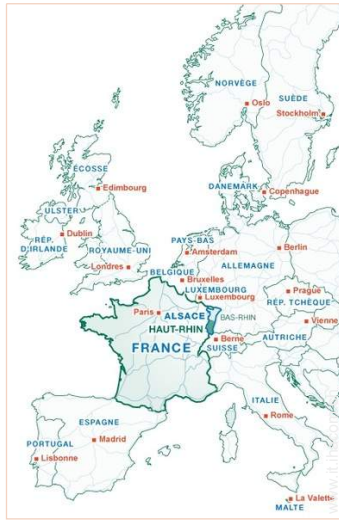 NORVÈGE
Oslo
SUÈDE
Stockholm
ÉCOSSE
Edimbourg
DANEMARK
Copenhague
ULSTER
Dublin
RÉP.
D'IRLANDE
ROYAUME-UNI
Londres
PAYS-BAS
Amsterdam
Berlin
ALLEMAGNE
BELGIQUE
Bruxelles
LUXEMBOURG
Luxembourg
Prague
RÉP. TCHÈQUE
Paris
ALSACE
BAS-RHIN
HAUT-RHIN
Vienne
AUTRICHE
FRANCE
Berne
SUISSE
ITALIE
Rome
ESPAGNE
Madrid
PORTUGAL
Lisbonne
La Valett
MALTE